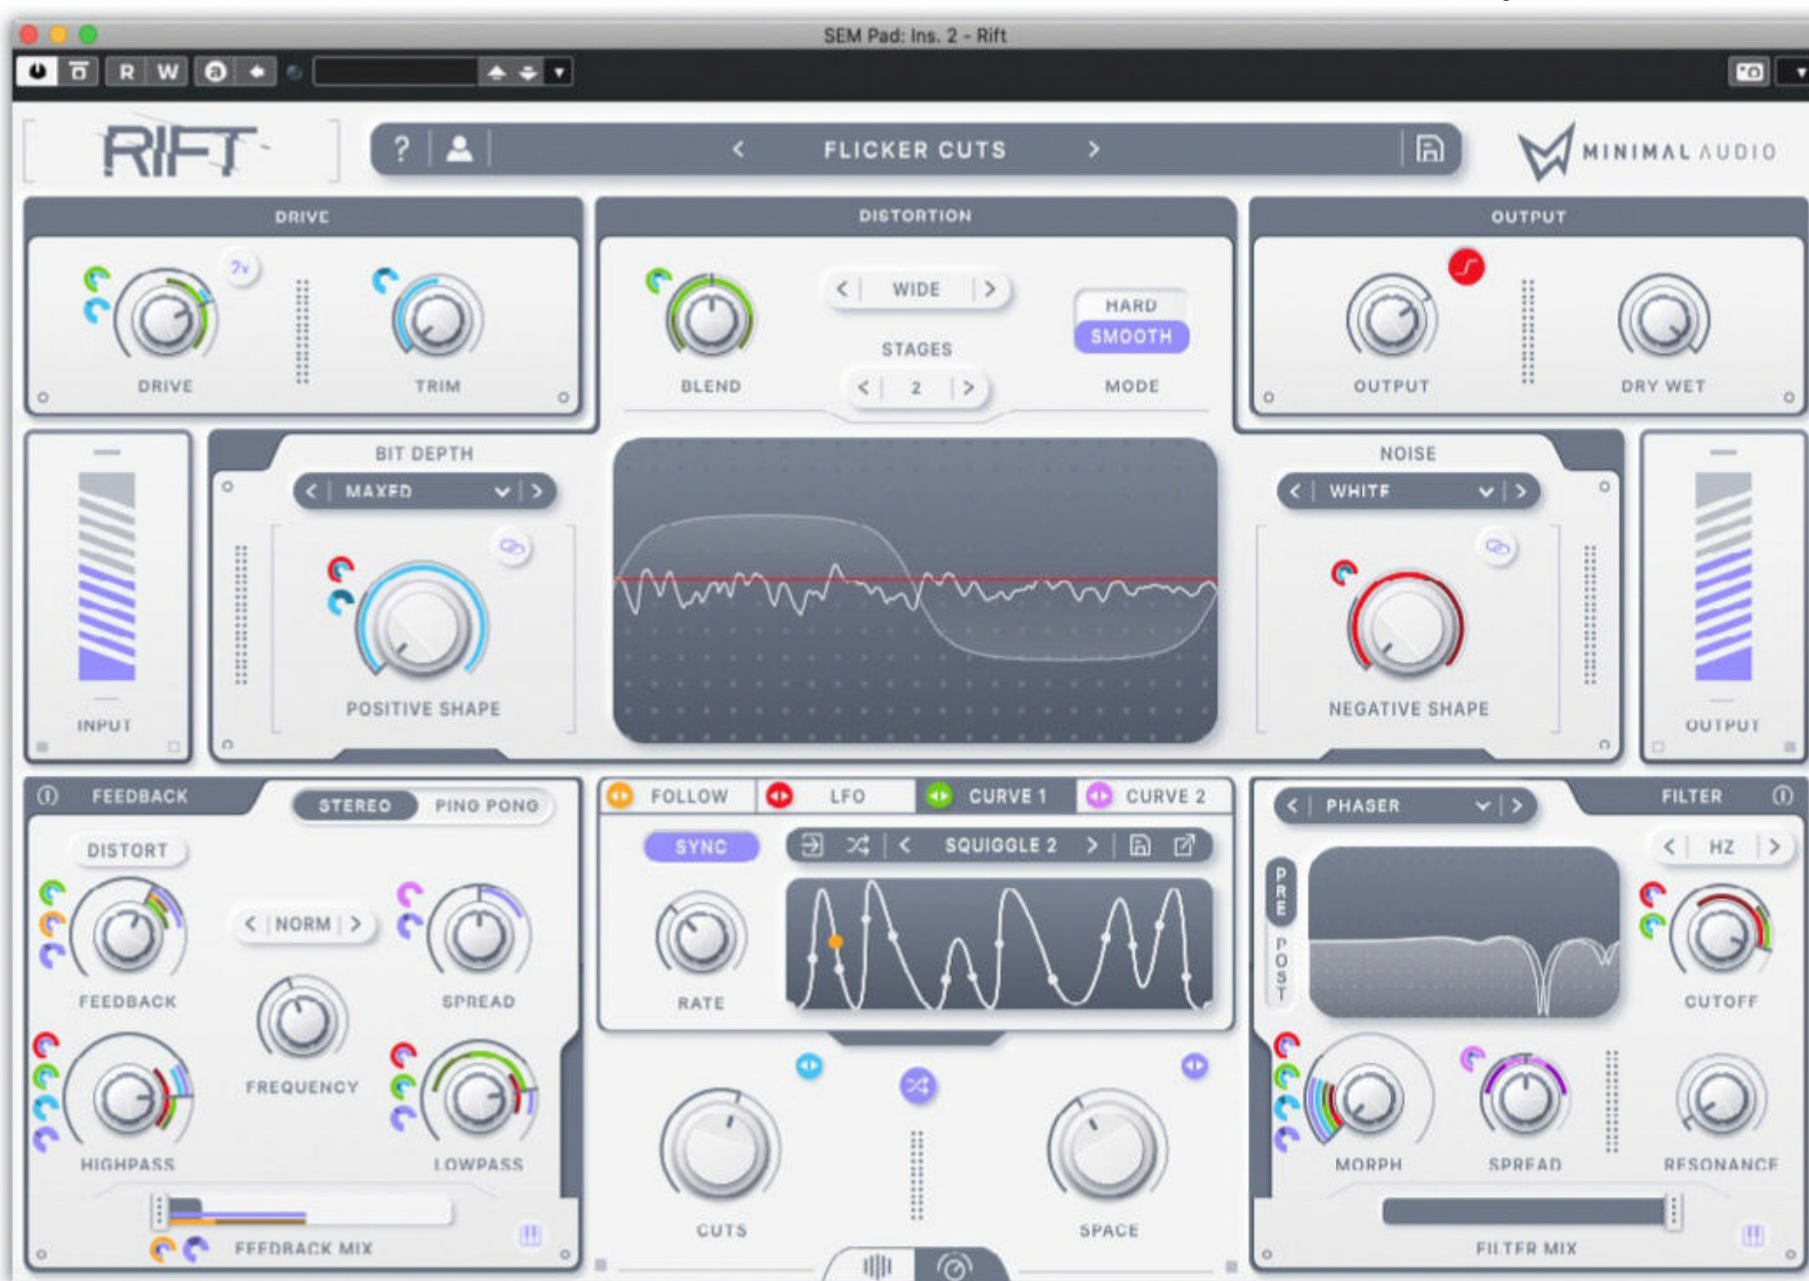 SEM Pad: Ins. 2 - Rift
R W a
RIFT
?
FLICKER CUTS
MINIMAL AUDIO
DRIVE
DISTORTION
OUTPUT
DRIVE
TRIM
BLEND
WIDE
STAGES
2
HARD
SMOOTH
MODE
OUTPUT
DRY WET
BIT DEPTH
MAXED
POSITIVE SHAPE
NOISE
WHITE
NEGATIVE SHAPE
INPUT
OUTPUT
FEEDBACK
STEREO
PING PONG
DISTORT
FEEDBACK
NORM
SPREAD
FREQUENCY
HIGHPASS
LOWPASS
FEEDBACK MIX
FOLLOW
LFO
CURVE 1
CURVE 2
SYNC
SQUIGGLE 2
RATE
CUTS
SPACE
PHASER
FILTER
HZ
PRE
POST
CUTOFF
MORPH
SPREAD
RESONANCE
FILTER MIX